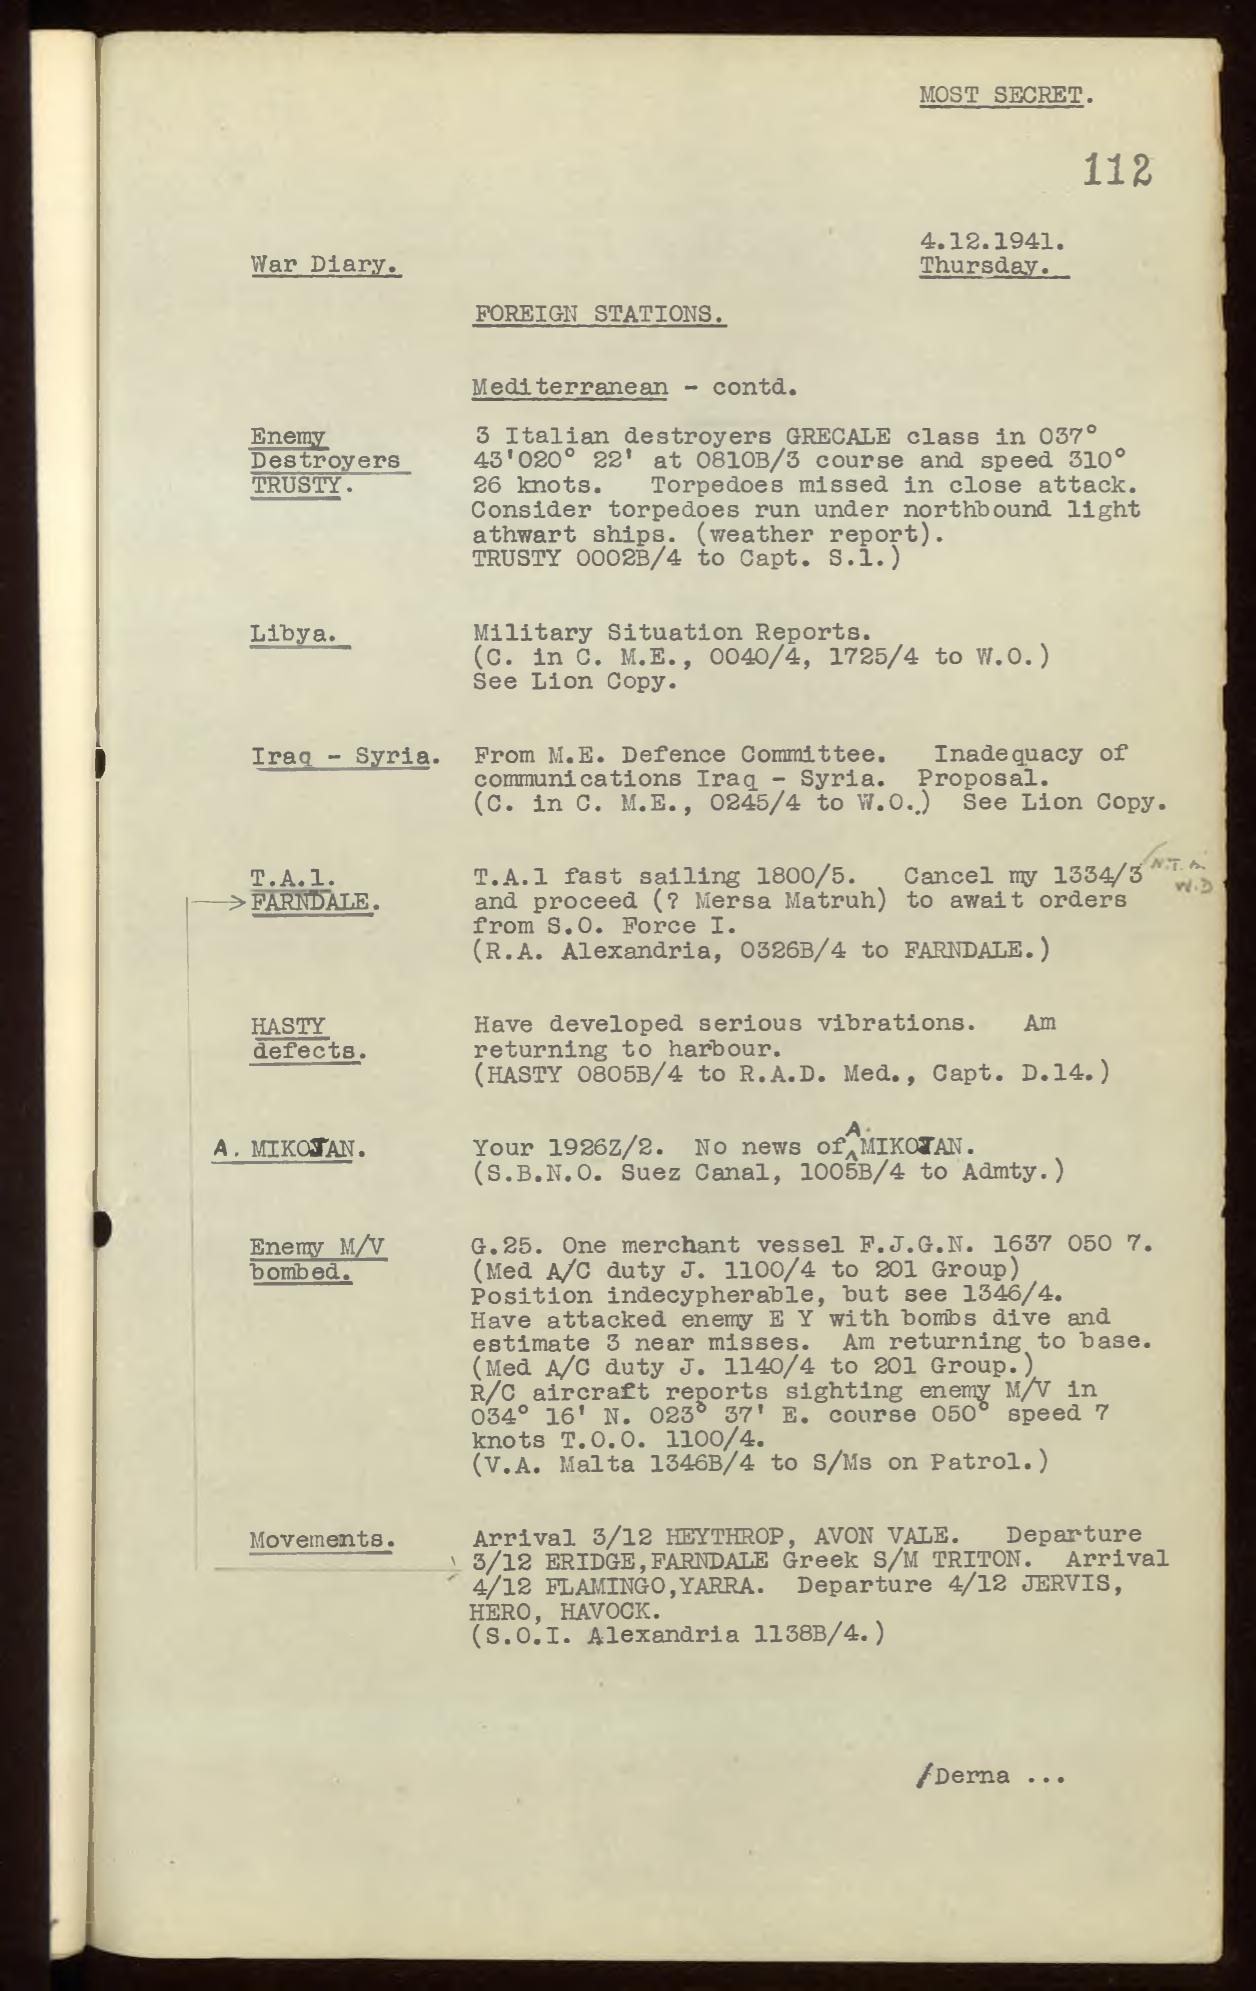 MOST SECRET.
112
4.12.1941.
War Diary.
Thursday.
FOREIGN STATIONS.
Mediterranean - contd.
Enemy
Destroyers
TRUSTY.
3 Italian destroyers GRECALE class in 037°
43'020° 22' at 0810B/3 course and speed 310°
26 knots. Torpedoes missed in close attack.
Consider torpedoes run under northbound light
athwart ships. (weather report).
TRUSTY 0002B/4 to Capt. S.1.)
Libya.
Military Situation Reports.
(C. in C. M.E., 0040/4, 1725/4 to W.O.)
See Lion Copy.
Iraq - Syria.
From M.E. Defence Committee. Inadequacy of
communications Iraq - Syria. Proposal.
(C. in C. M.E., 0245/4 to W.O.) See Lion Copy.
T.A.1.
FARNDALE.
T.A.1 fast sailing 1800/5. Cancel my 1334/3
N.T. in
W.D
and proceed (? Mersa Matruh) to await orders
from S.O. Force I.
(R.A. Alexandria, 0326B/4 to FARNDALE.)
HASTY
defects.
Have developed serious vibrations. Am
returning to harbour.
(HASTY 0805B/4 to R.A.D. Med., Capt. D.14.)
A. MIKOJAN.
Your 1926Z/2. No news of A. MIKOJAN.
(S.B.N.O. Suez Canal, 1005B/4 to Admty.)
Enemy M/V
bombed.
G.25. One merchant vessel F.J.G.N. 1637 050 7.
(Med A/C duty J. 1100/4 to 201 Group)
Position indecypherable, but see 1346/4.
Have attacked enemy E Y with bombs dive and
estimate 3 near misses. Am returning to base.
(Med A/C duty J. 1140/4 to 201 Group.)
R/C aircraft reports sighting enemy M/V in
034° 16' N. 023° 37' E. course 050° speed 7
knots T.O.O. 1100/4.
(V.A. Malta 1346B/4 to S/Ms on Patrol.)
Movements.
Arrival 3/12 HEYTHROP, AVON VALE. Departure
3/12 ERIDGE,FARNDALE Greek S/M TRITON. Arrival
4/12 FLAMINGO,YARRA. Departure 4/12 JERVIS,
HERO, HAVOCK.
(S.O.I. Alexandria 1138B/4.)
/Derna ...